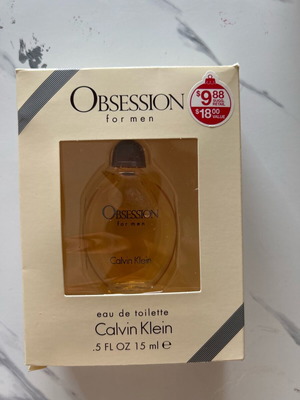 OBSESSION
for men
$9.88
$18.00
VALUE
OBSESSION
for men
Calvin Klein
eau de toilette
Calvin Klein
.5 FL OZ 15 ml ℮